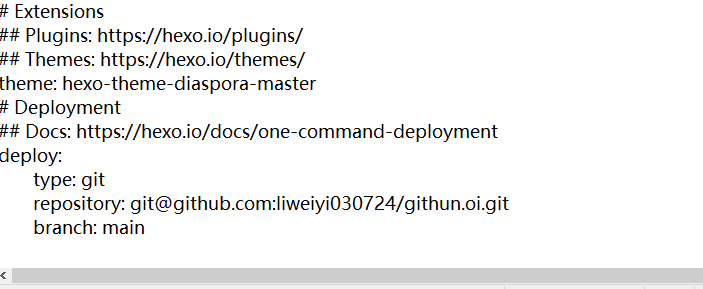 # Extensions
## Plugins: https://hexo.io/plugins/
## Themes: https://hexo.io/themes/
theme: hexo-theme-diaspora-master
# Deployment
## Docs: https://hexo.io/docs/one-command-deployment
deploy:
type: git
repository: git@github.com:liweiyi030724/githun.oi.git
branch: main